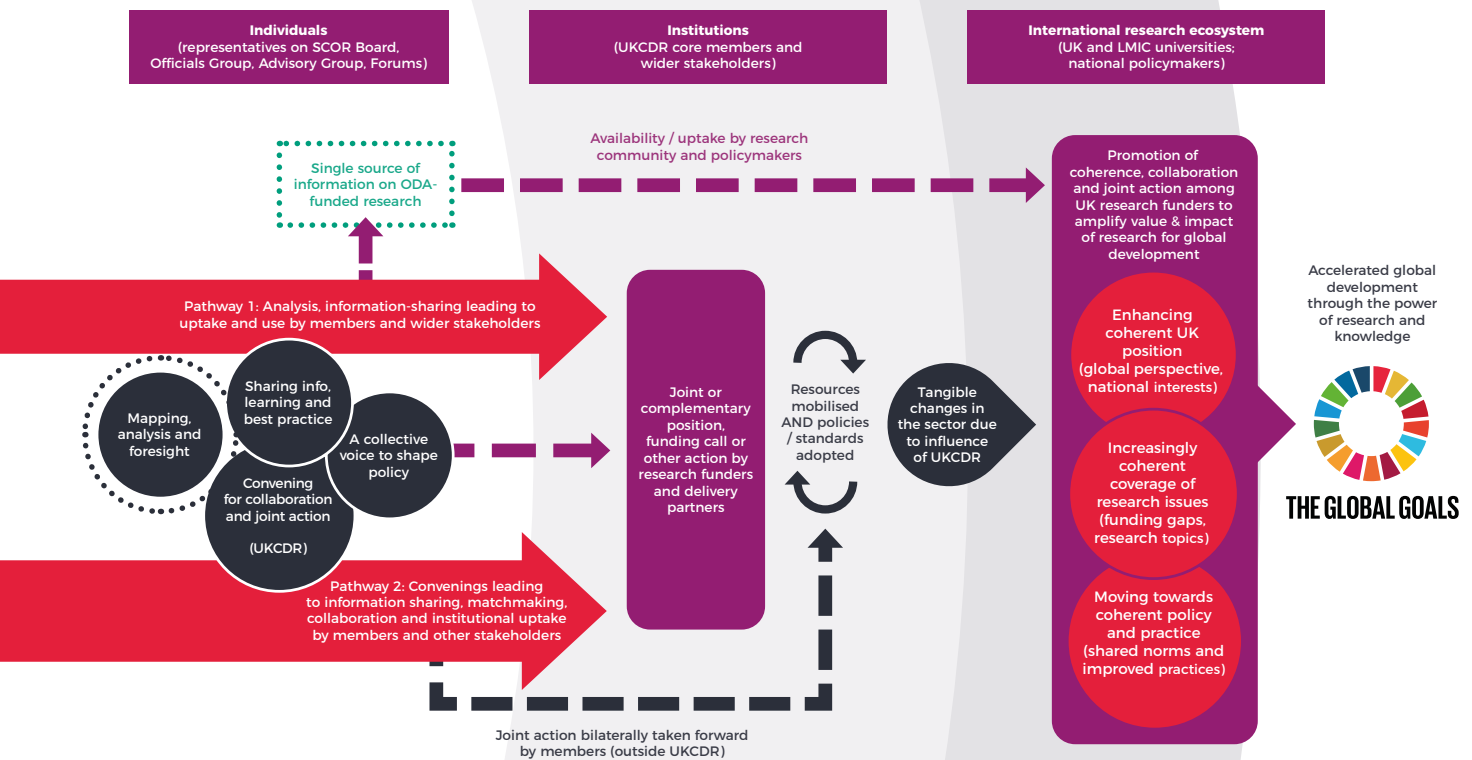 Individuals
(representatives on SCOR Board,
Officials Group, Advisory Group, Forums)
Institutions
(UKCDR core members and
wider stakeholders)
International research ecosystem
(UK and LMIC universities;
national policymakers)
Single source of
information on ODA-
funded research
Availability / uptake by research
community and policymakers
Pathway 1: Analysis, information-sharing leading to
uptake and use by members and wider stakeholders
Mapping,
analysis and
foresight
Sharing info,
learning and
best practice
A collective
voice to shape
policy
Convening
for collaboration
and joint action
(UKCDR)
Pathway 2: Convenings leading
to information sharing, matchmaking,
collaboration and institutional uptake
by members and other stakeholders
Joint action bilaterally taken forward
by members (outside UKCDR)
Joint or
complementary
position,
funding call or
other action by
research funders
and delivery
partners
Resources
mobilised
AND policies
/ standards
adopted
Tangible
changes in
the sector due
to influence
of UKCDR
Promotion of
coherence, collaboration
and joint action among
UK research funders to
amplify value & impact
of research for global
development
Enhancing
coherent UK
position
(global perspective,
national interests)
Increasingly
coherent
coverage of
research issues
(funding gaps,
research topics)
Moving towards
coherent policy
and practice
(shared norms and
improved practices)
Accelerated global
development
through the power
of research and
knowledge
THE GLOBAL GOALS